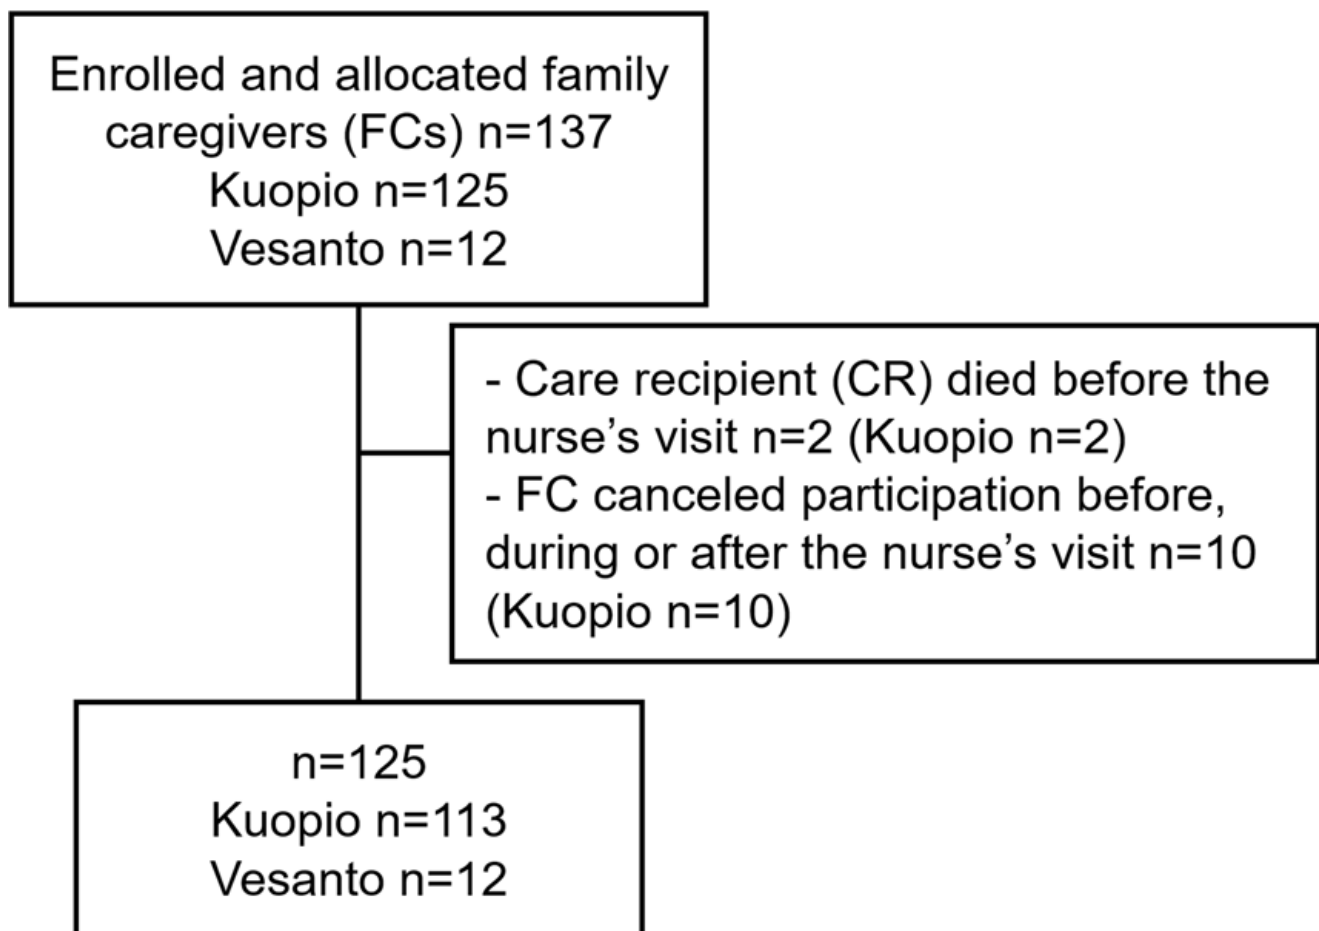 Enrolled and allocated family
caregivers (FCs) n=137
Kuopio n=125
Vesanto n=12
- Care recipient (CR) died before the
nurse’s visit n=2 (Kuopio n=2)
- FC canceled participation before,
during or after the nurse’s visit n=10
(Kuopio n=10)
n=125
Kuopio n=113
Vesanto n=12